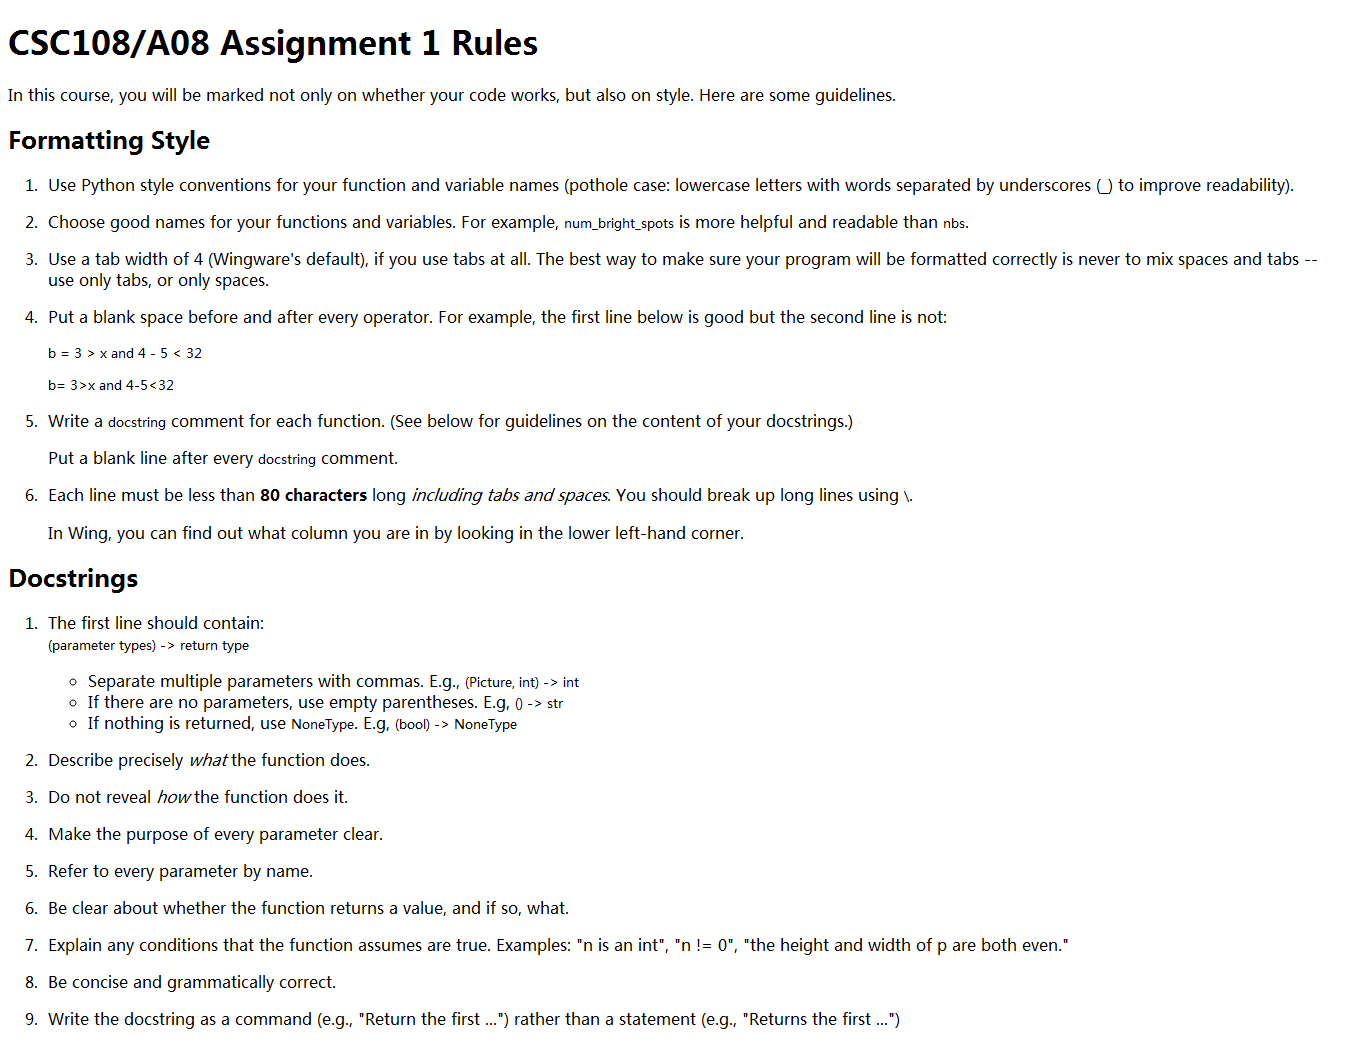 CSC108/A08 Assignment 1 Rules
In this course, you will be marked not only on whether your code works, but also on style. Here are some guidelines.
Formatting Style
1. Use Python style conventions for your function and variable names (pothole case: lowercase letters with words separated by underscores (_) to improve readability).
2. Choose good names for your functions and variables. For example, num_bright_spots is more helpful and readable than nbs.
3. Use a tab width of 4 (Wingware's default), if you use tabs at all. The best way to make sure your program will be formatted correctly is never to mix spaces and tabs --
use only tabs, or only spaces.
4. Put a blank space before and after every operator. For example, the first line below is good but the second line is not:
b = 3 > x and 4 - 5 < 32
b= 3>x and 4-5<32
5. Write a docstring comment for each function. (See below for guidelines on the content of your docstrings.)
Put a blank line after every docstring comment.
6. Each line must be less than 80 characters long including tabs and spaces. You should break up long lines using \.
In Wing, you can find out what column you are in by looking in the lower left-hand corner.
Docstrings
1. The first line should contain:
(parameter types) -> return type
◦ Separate multiple parameters with commas. E.g., (Picture, int) -> int
◦ If there are no parameters, use empty parentheses. E.g, () -> str
◦ If nothing is returned, use NoneType. E.g, (bool) -> NoneType
2. Describe precisely what the function does.
3. Do not reveal how the function does it.
4. Make the purpose of every parameter clear.
5. Refer to every parameter by name.
6. Be clear about whether the function returns a value, and if so, what.
7. Explain any conditions that the function assumes are true. Examples: "n is an int", "n != 0", "the height and width of p are both even."
8. Be concise and grammatically correct.
9. Write the docstring as a command (e.g., "Return the first ...") rather than a statement (e.g., "Returns the first ...")